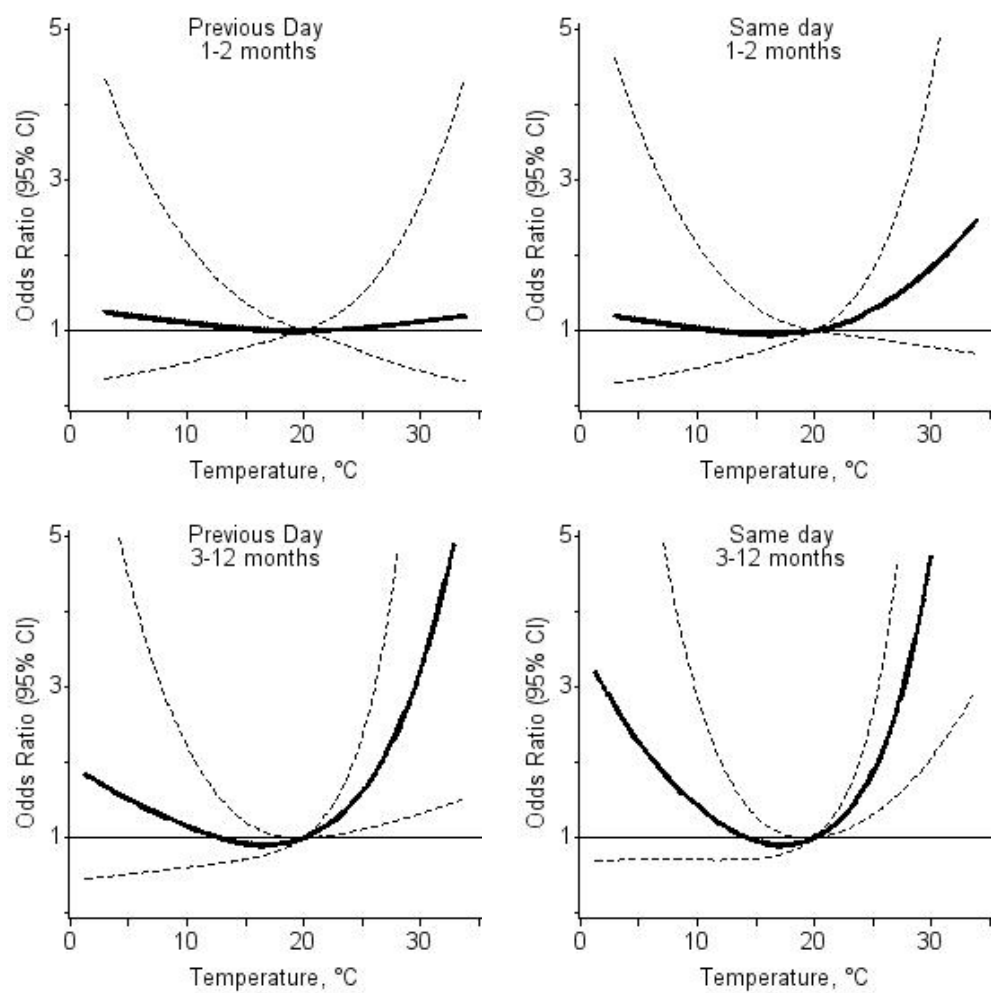 Previous Day
1-2 months
5
3
1
Odds Ratio (95% CI)
0
10
20
30
Temperature, °C
Same day
1-2 months
5
3
1
Odds Ratio (95% CI)
0
10
20
30
Temperature, °C
Previous Day
3-12 months
5
3
1
Odds Ratio (95% CI)
0
10
20
30
Temperature, °C
Same day
3-12 months
5
3
1
Odds Ratio (95% CI)
0
10
20
30
Temperature, °C